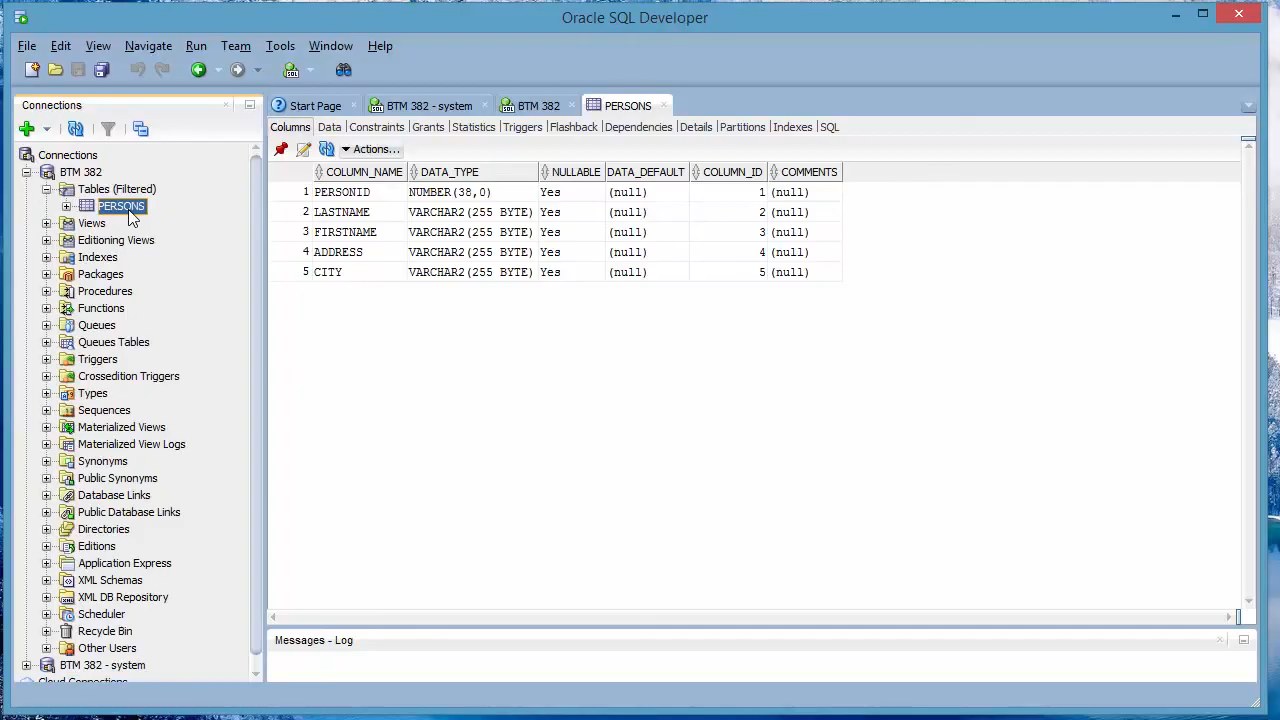 Oracle SQL Developer
File Edit View Navigate Run Team Tools Window Help
Connections
Start Page BTM 382 - system BTM 382 PERSONS
Columns Data Constraints Grants Statistics Triggers Flashback Dependencies Details Partitions Indexes SQL
Actions...
COLUMN_NAME DATA_TYPE NULLABLE DATA_DEFAULT COLUMN_ID COMMENTS
1 PERSONID NUMBER(38,0) Yes (null) 1 (null)
2 LASTNAME VARCHAR2(255 BYTE) Yes (null) 2 (null)
3 FIRSTNAME VARCHAR2(255 BYTE) Yes (null) 3 (null)
4 ADDRESS VARCHAR2(255 BYTE) Yes (null) 4 (null)
5 CITY VARCHAR2(255 BYTE) Yes (null) 5 (null)
Connections
BTM 382
Tables (Filtered)
PERSONS
Views
Editioning Views
Indexes
Packages
Procedures
Functions
Queues
Queues Tables
Triggers
Crossedition Triggers
Types
Sequences
Materialized Views
Materialized View Logs
Synonyms
Public Synonyms
Database Links
Public Database Links
Directories
Editions
Application Express
XML Schemas
XML DB Repository
Scheduler
Recycle Bin
Other Users
BTM 382 - system
Cloud Connections
Messages - Log